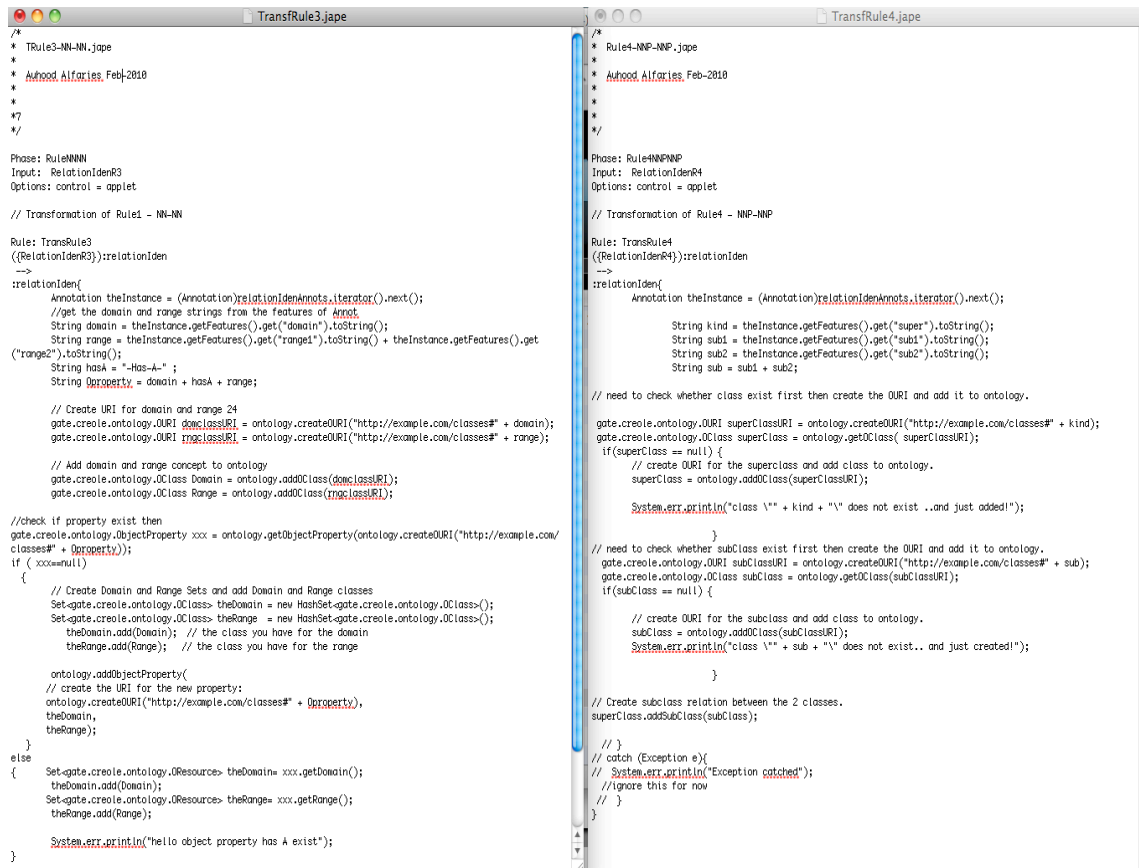 TransfRule3.jape
/*
*  TRule3-NN-NN.jape
*
*  Auhood Alfaries Feb-2010
*
*
*7
*/
Phase: RuleNNNN
Input:  RelationIdenR3
Options: control = applet
// Transformation of Rule1 - NN-NN
Rule: TransRule3
({RelationIdenR3}):relationIden
-->
:relationIden{
Annotation theInstance = (Annotation)relationIdenAnnots.iterator().next();
//get the domain and range strings from the features of Annot
String domain = theInstance.getFeatures().get("domain").toString();
String range = theInstance.getFeatures().get("range1").toString() + theInstance.getFeatures().get
("range2").toString();
String hasA = "-Has-A-" ;
String Oproperty = domain + hasA + range;
// Create URI for domain and range 24
gate.creole.ontology.OURI domclassURI = ontology.createOURI("http://example.com/classes#" + domain);
gate.creole.ontology.OURI rngclassURI = ontology.createOURI("http://example.com/classes#" + range);
// Add domain and range concept to ontology
gate.creole.ontology.OClass Domain = ontology.addOClass(domclassURI);
gate.creole.ontology.OClass Range = ontology.addOClass(rngclassURI);
//check if property exist then
gate.creole.ontology.ObjectProperty xxx = ontology.getObjectProperty(ontology.createOURI("http://example.com/
classes#" + Oproperty));
if ( xxx==null)
{
// Create Domain and Range Sets and add Domain and Range classes
Set<gate.creole.ontology.OClass> theDomain = new HashSet<gate.creole.ontology.OClass>();
Set<gate.creole.ontology.OClass> theRange  = new HashSet<gate.creole.ontology.OClass>();
theDomain.add(Domain);  // the class you have for the domain
theRange.add(Range);   // the class you have for the range
ontology.addObjectProperty(
// create the URI for the new property:
ontology.createOURI("http://example.com/classes#" + Oproperty),
theDomain,
theRange);
}
else
{     Set<gate.creole.ontology.OResource> theDomain= xxx.getDomain();
theDomain.add(Domain);
Set<gate.creole.ontology.OResource> theRange= xxx.getRange();
theRange.add(Range);
System.err.println("hello object property has A exist");
}
TransfRule4.jape
/*
*  Rule4-NNP-NNP.jape
*
*  Auhood Alfaries Feb-2010
*
*
*
*/
Phase: Rule4NNPNNP
Input:  RelationIdenR4
Options: control = applet
// Transformation of Rule4 - NNP-NNP
Rule: TransRule4
({RelationIdenR4}):relationIden
-->
:relationIden{
Annotation theInstance = (Annotation)relationIdenAnnots.iterator().next();
String kind = theInstance.getFeatures().get("super").toString();
String sub1 = theInstance.getFeatures().get("sub1").toString();
String sub2 = theInstance.getFeatures().get("sub2").toString();
String sub = sub1 + sub2;
// need to check whether class exist first then create the OURI and add it to ontology.
gate.creole.ontology.OURI superClassURI = ontology.createOURI("http://example.com/classes#" + kind);
gate.creole.ontology.OClass superClass = ontology.getOClass( superClassURI);
if(superClass == null) {
// create OURI for the superclass and add class to ontology.
superClass = ontology.addOClass(superClassURI);
System.err.println("class \"" + kind + "\" does not exist ..and just added!");
}
// need to check whether subClass exist first then create the OURI and add it to ontology.
gate.creole.ontology.OURI subClassURI = ontology.createOURI("http://example.com/classes#" + sub);
gate.creole.ontology.OClass subClass = ontology.getOClass(subClassURI);
if(subClass == null) {
// create OURI for the subclass and add class to ontology.
subClass = ontology.addOClass(subClassURI);
System.err.println("class \"" + sub + "\" does not exist.. and just created!");
}
// Create subclass relation between the 2 classes.
superClass.addSubClass(subClass);
// }
// catch (Exception e){
//  System.err.println("Exception catched");
//ignore this for now
//  }
}